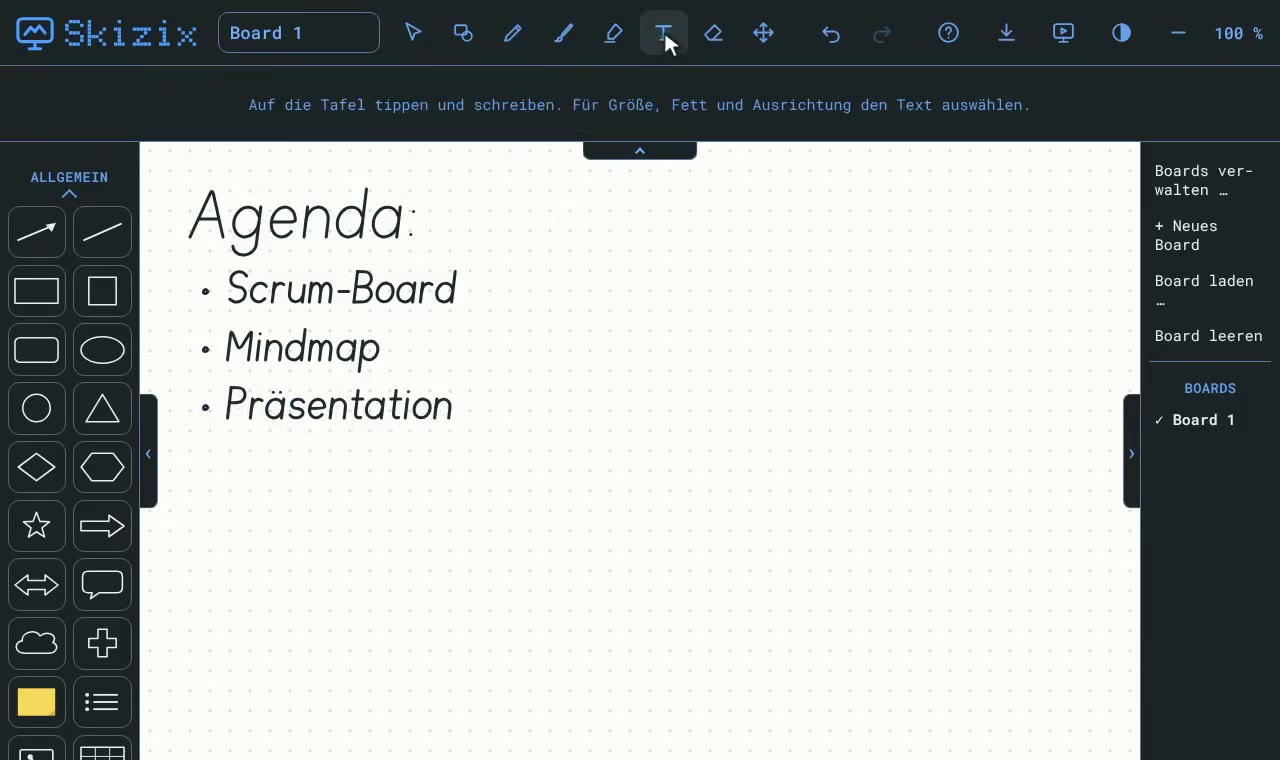 Skizix
Board 1
100 %
Auf die Tafel tippen und schreiben. Für Größe, Fett und Ausrichtung den Text auswählen.
ALLGEMEIN
Agenda:
• Scrum-Board
• Mindmap
• Präsentation
Boards ver-
walten …
+ Neues
Board
Board laden
…
Board leeren
BOARDS
✓ Board 1